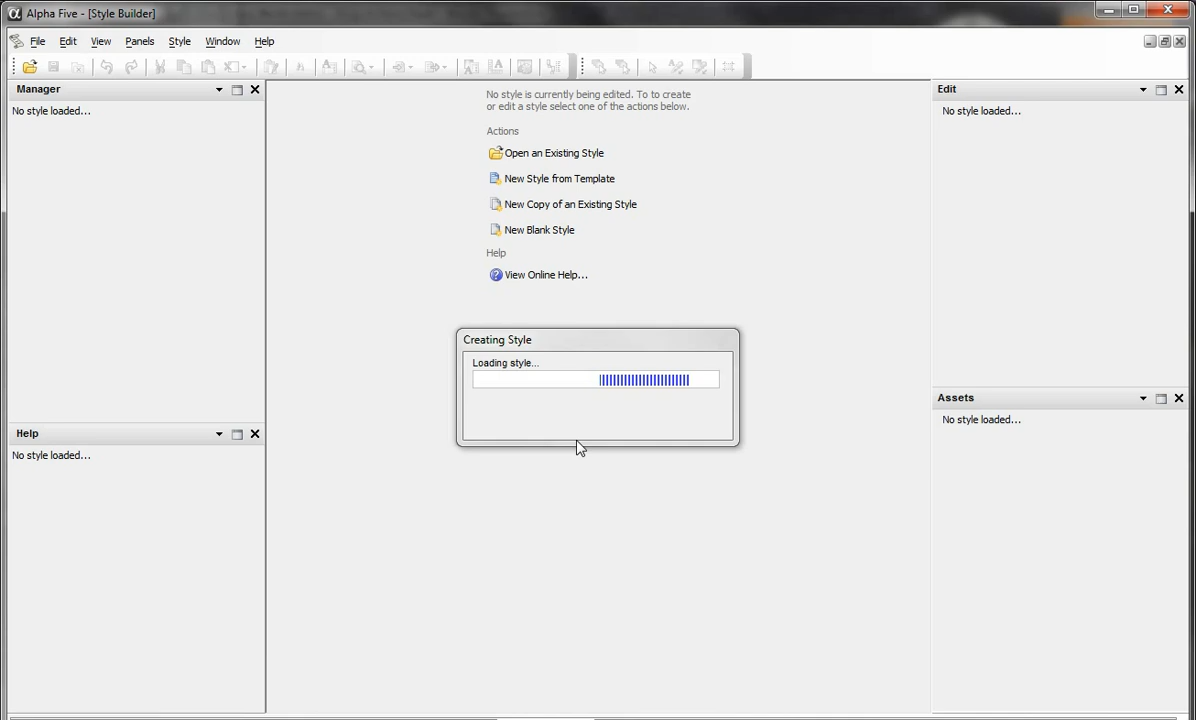 Alpha Five - [Style Builder]
File Edit View Panels Style Window Help
Manager
No style loaded...
Help
No style loaded...
No style is currently being edited. To to create
or edit a style select one of the actions below.
Actions
Open an Existing Style
New Style from Template
New Copy of an Existing Style
New Blank Style
Help
View Online Help...
Creating Style
Loading style...
Edit
No style loaded...
Assets
No style loaded...